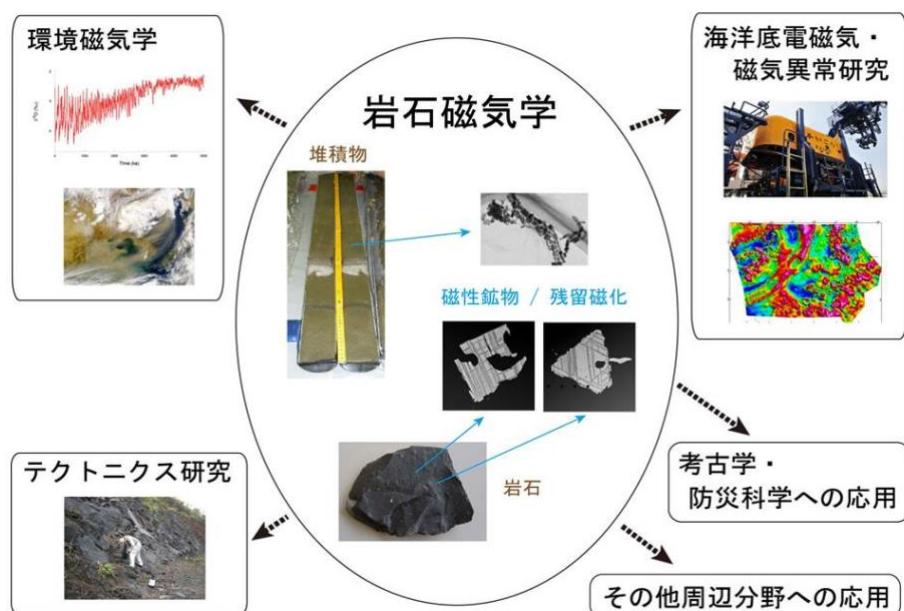 環境磁気学
Time (ka)
岩石磁気学
堆積物
磁性鉱物 / 残留磁化
岩石
海洋底電磁気・
磁気異常研究
テクトニクス研究
考古学・
防災科学への応用
その他周辺分野への応用